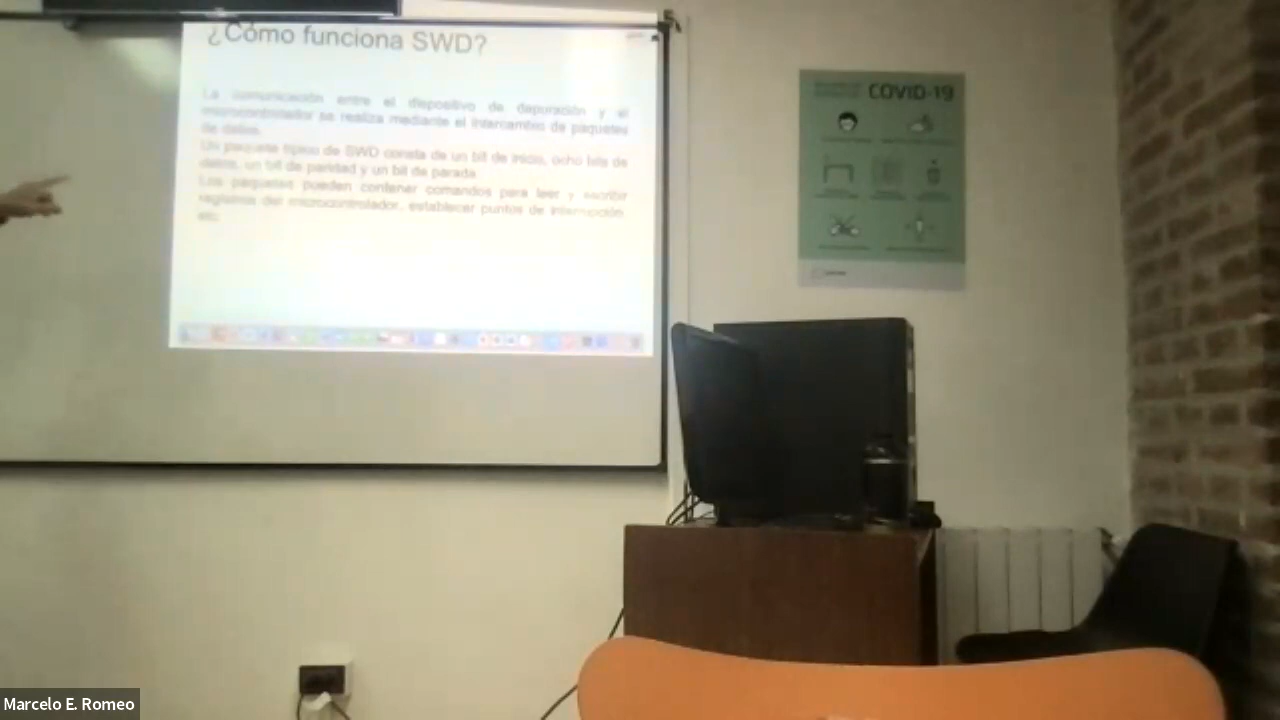 ¿Cómo funciona SWD?
La comunicación entre el dispositivo de depuración y el
microcontrolador se realiza mediante el intercambio de paquetes
de datos.
Un paquete típico de SWD consta de un bit de inicio, ocho bits de
datos, un bit de paridad y un bit de parada.
Los paquetes pueden contener comandos para leer y escribir
registros del microcontrolador, establecer puntos de interrupción,
etc.
COVID-19
Marcelo E. Romeo